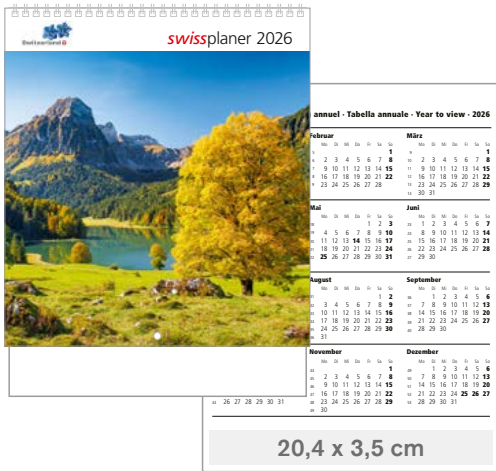 Switzerland
swissplaner 2026
annuel · Tabella annuale · Year to view · 2026
Februar
Mo Di Mi Do Fr Sa So
1
2 3 4 5 6 7 8
9 10 11 12 13 14 15
16 17 18 19 20 21 22
23 24 25 26 27 28
März
Mo Di Mi Do Fr Sa So
1
2 3 4 5 6 7 8
9 10 11 12 13 14 15
16 17 18 19 20 21 22
23 24 25 26 27 28 29
30 31
Mai
Mo Di Mi Do Fr Sa So
1 2 3
4 5 6 7 8 9 10
11 12 13 14 15 16 17
18 19 20 21 22 23 24
25 26 27 28 29 30 31
Juni
Mo Di Mi Do Fr Sa So
1 2 3 4 5 6 7
8 9 10 11 12 13 14
15 16 17 18 19 20 21
22 23 24 25 26 27 28
29 30
August
Mo Di Mi Do Fr Sa So
1 2
3 4 5 6 7 8 9
10 11 12 13 14 15 16
17 18 19 20 21 22 23
24 25 26 27 28 29 30
31
September
Mo Di Mi Do Fr Sa So
1 2 3 4 5 6
7 8 9 10 11 12 13
14 15 16 17 18 19 20
21 22 23 24 25 26 27
28 29 30
November
Mo Di Mi Do Fr Sa So
1
2 3 4 5 6 7 8
9 10 11 12 13 14 15
16 17 18 19 20 21 22
23 24 25 26 27 28 29
30
Dezember
Mo Di Mi Do Fr Sa So
1 2 3 4 5 6
7 8 9 10 11 12 13
14 15 16 17 18 19 20
21 22 23 24 25 26 27
28 29 30 31
26 27 28 29 30 31
20,4 x 3,5 cm